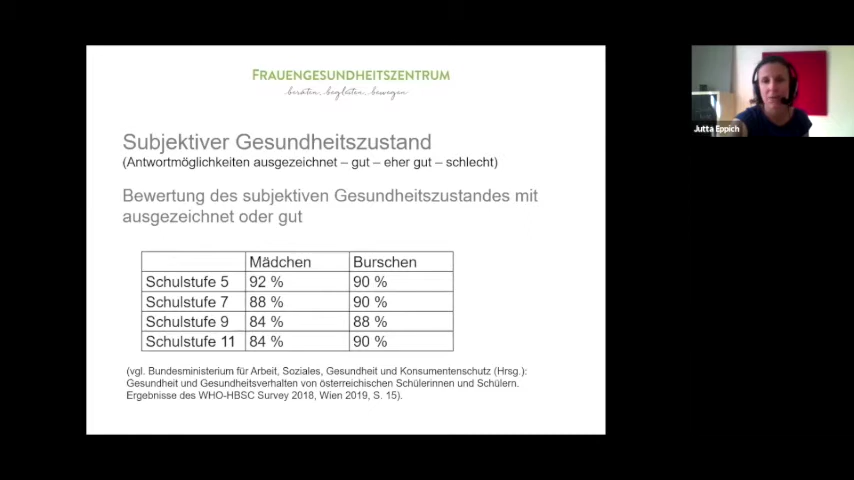 FRAUENGESUNDHEITSZENTRUM
beraten. begleiten. bewegen
Subjektiver Gesundheitszustand
(Antwortmöglichkeiten ausgezeichnet – gut – eher gut – schlecht)
Bewertung des subjektiven Gesundheitszustandes mit
ausgezeichnet oder gut
Mädchen Burschen
Schulstufe 5 92 % 90 %
Schulstufe 7 88 % 90 %
Schulstufe 9 84 % 88 %
Schulstufe 11 84 % 90 %
(vgl. Bundesministerium für Arbeit, Soziales, Gesundheit und Konsumentenschutz (Hrsg.):
Gesundheit und Gesundheitsverhalten von österreichischen Schülerinnen und Schülern.
Ergebnisse des WHO-HBSC Survey 2018, Wien 2019, S. 15).
Jutta Eppich